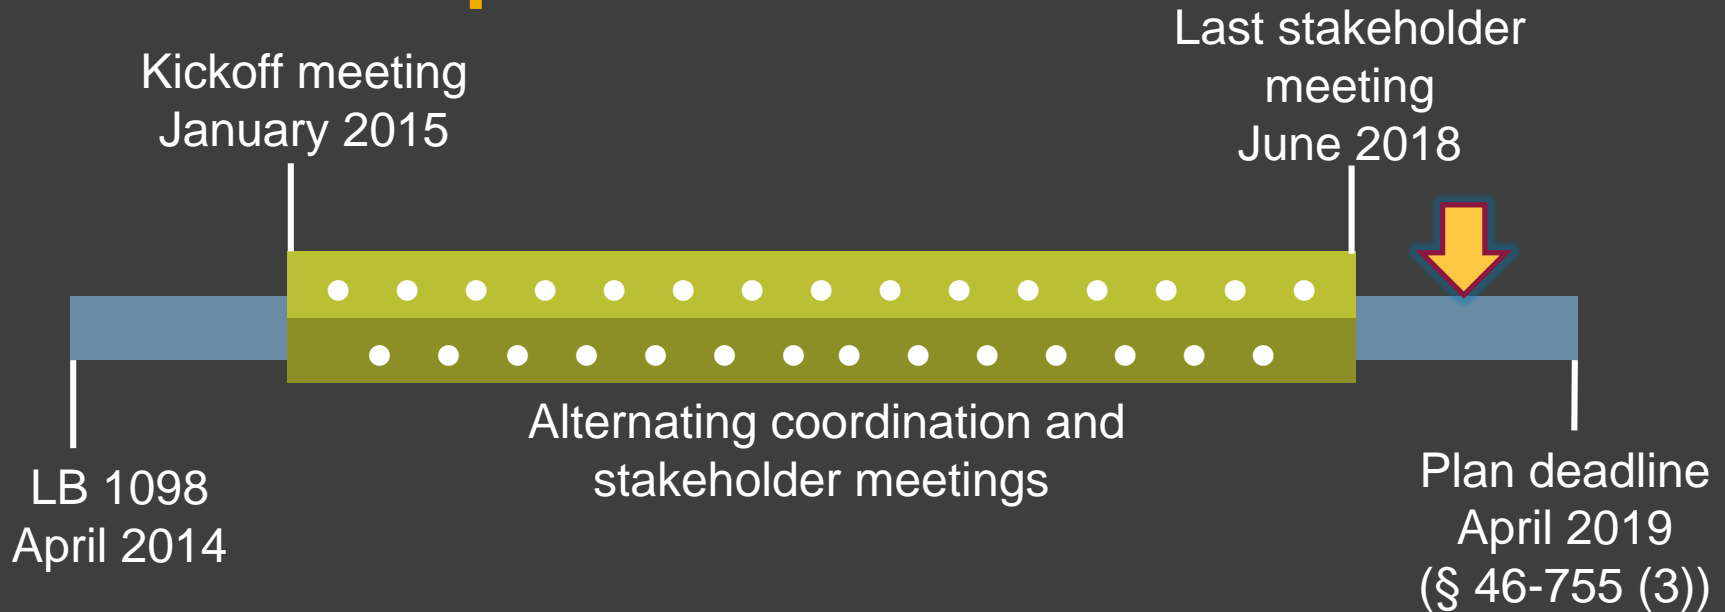 Kickoff meeting
January 2015
Last stakeholder
meeting
June 2018
Alternating coordination and
stakeholder meetings
LB 1098
April 2014
Plan deadline
April 2019
(§ 46-755 (3))